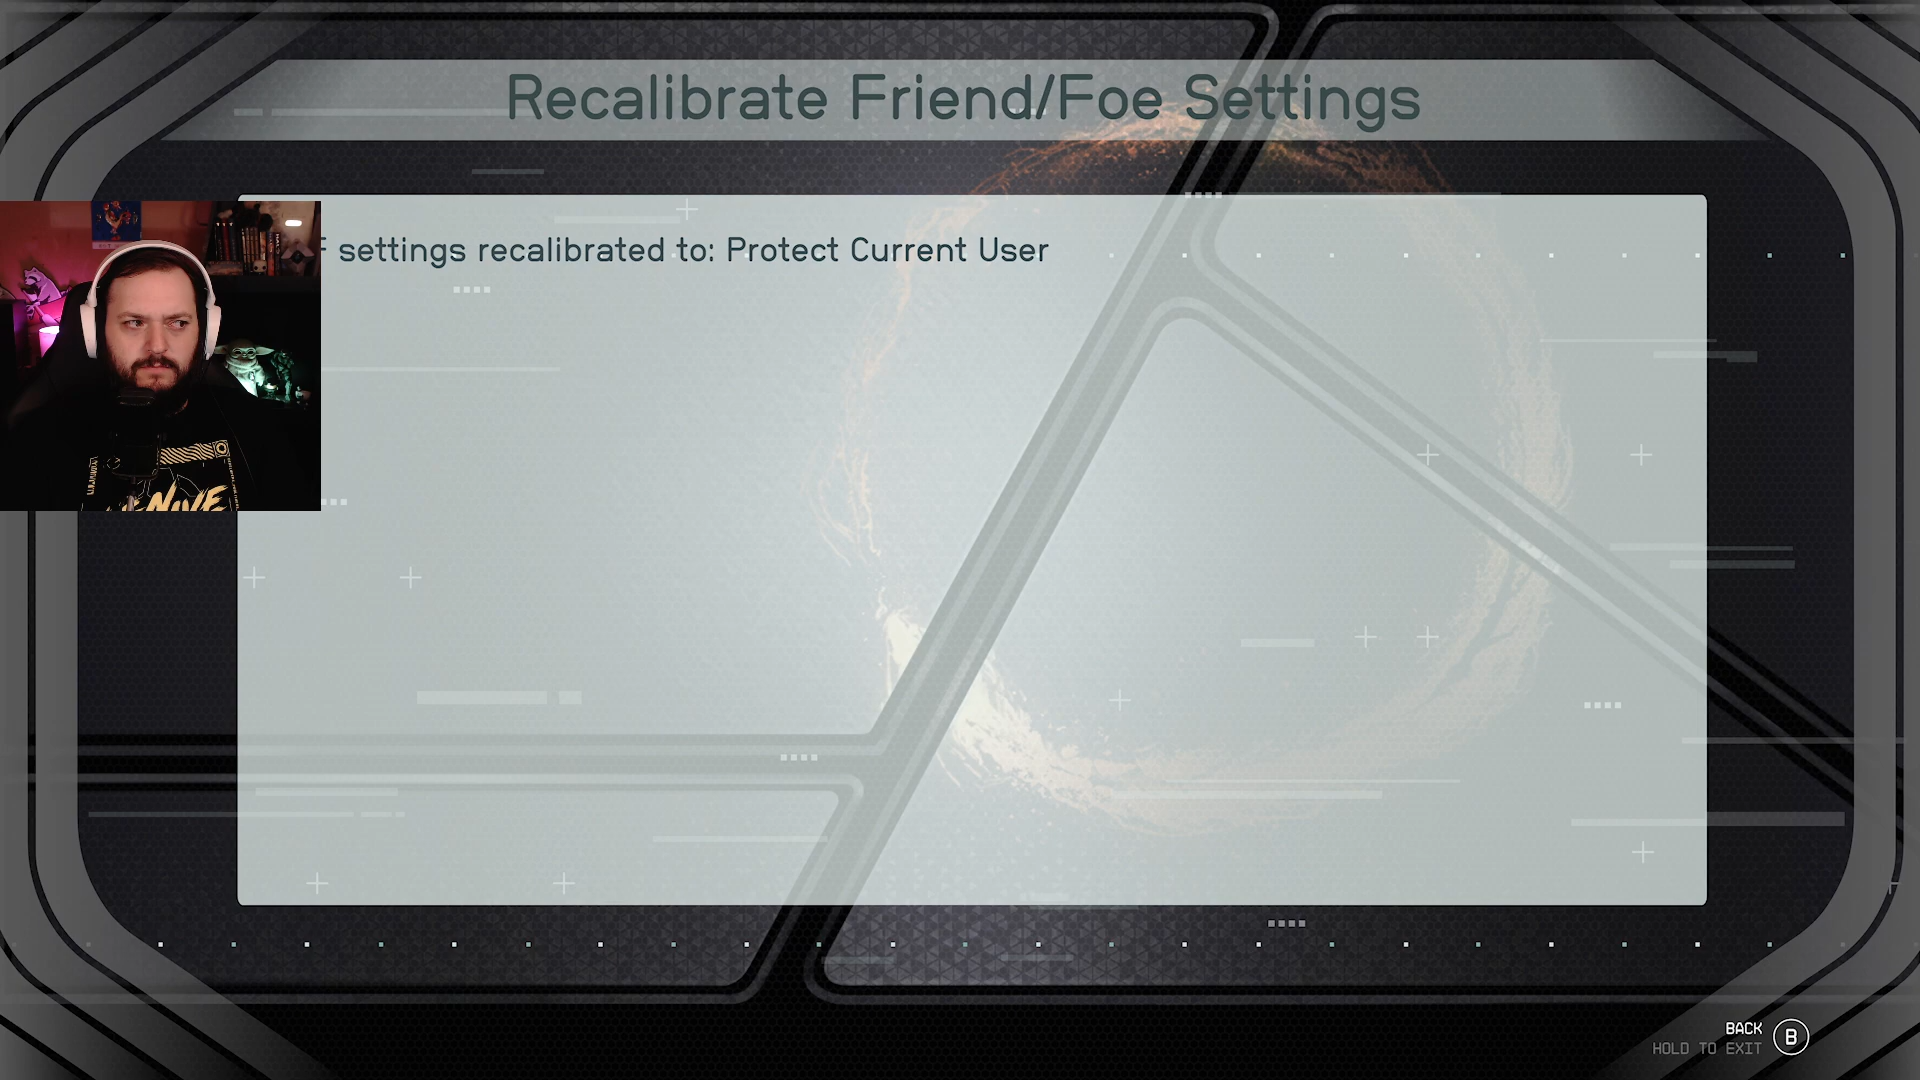 Recalibrate Friend/Foe Settings
settings recalibrated to: Protect Current User
BACK
B
HOLD TO EXIT